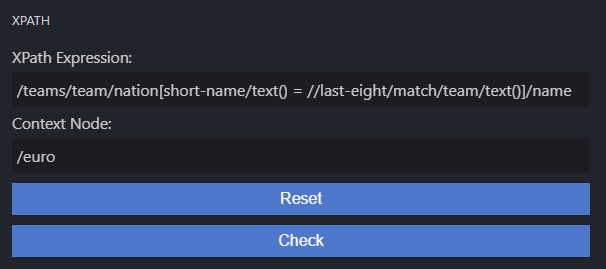 XPATH
XPath Expression:
/teams/team/nation[short-name/text() = //last-eight/match/team/text()]/name
Context Node:
/euro
Reset
Check